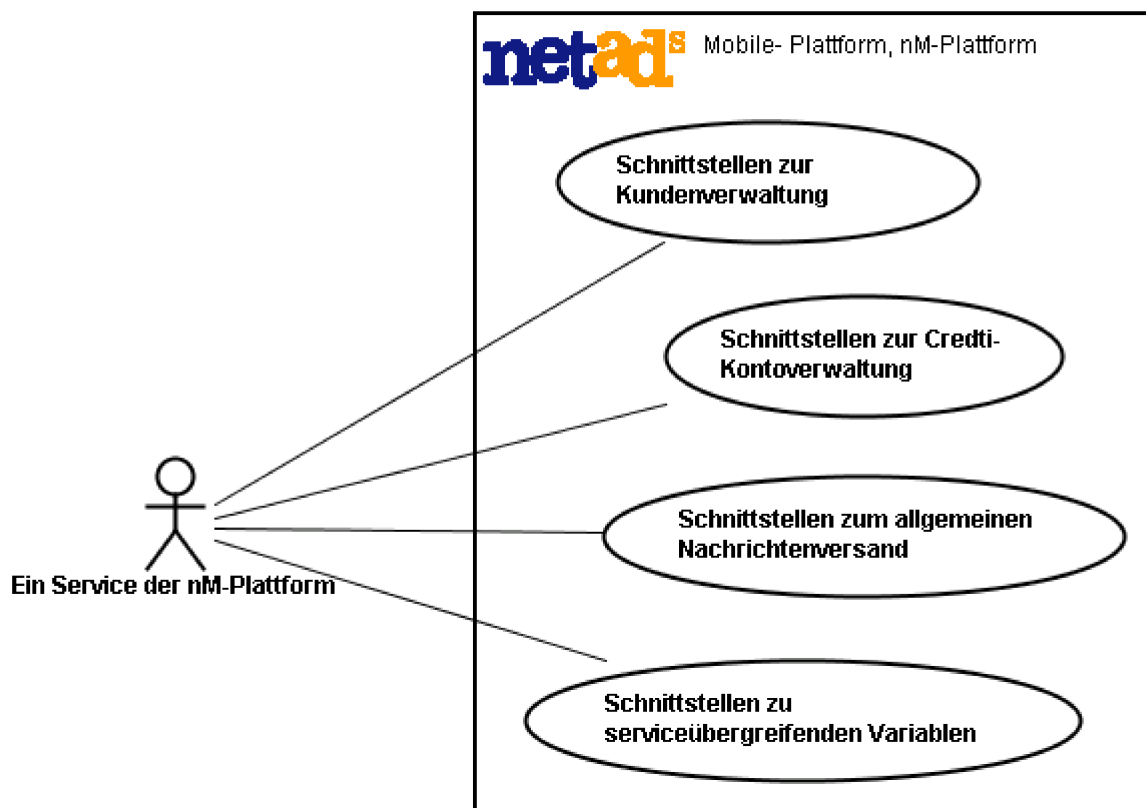 netads Mobile- Plattform, nM-Plattform
Schnittstellen zur
Kundenverwaltung
Schnittstellen zur Credti-
Kontoverwaltung
Schnittstellen zum allgemeinen
Nachrichtenversand
Ein Service der nM-Plattform
Schnittstellen zu
serviceübergreifenden Variablen